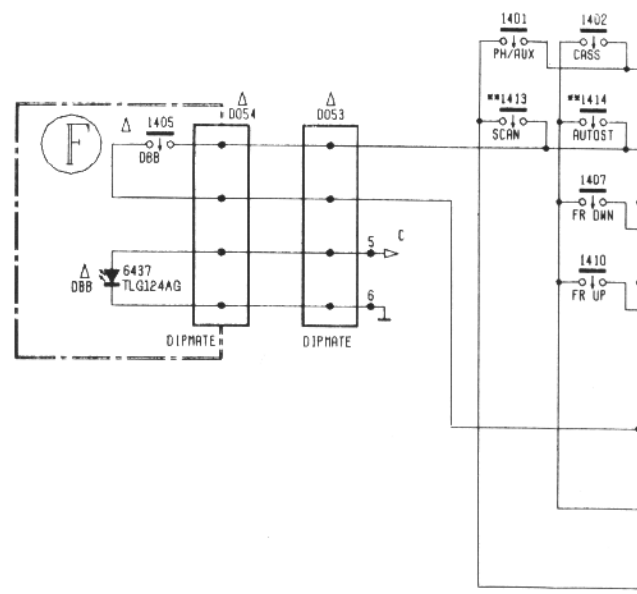 1401
PH/AUX
1402
CASS
**1413
SCAN
**1414
AUTOST
1407
FR DWN
1410
FR UP
F
Δ
1405
DBB
Δ
D054
Δ
D053
5
C
6
Δ
DBB
6437
TLG124AG
DIPMATE
DIPMATE